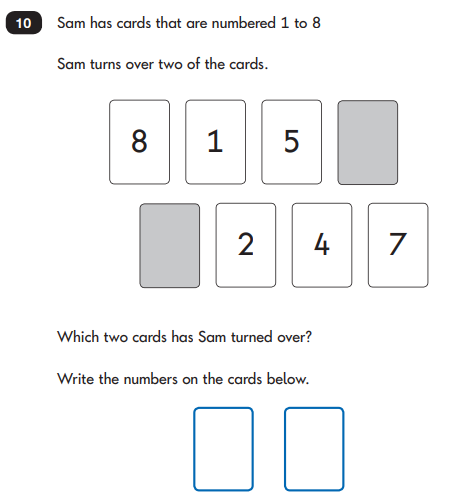 10 Sam has cards that are numbered 1 to 8
Sam turns over two of the cards.
8 1 5
2 4 7
Which two cards has Sam turned over?
Write the numbers on the cards below.